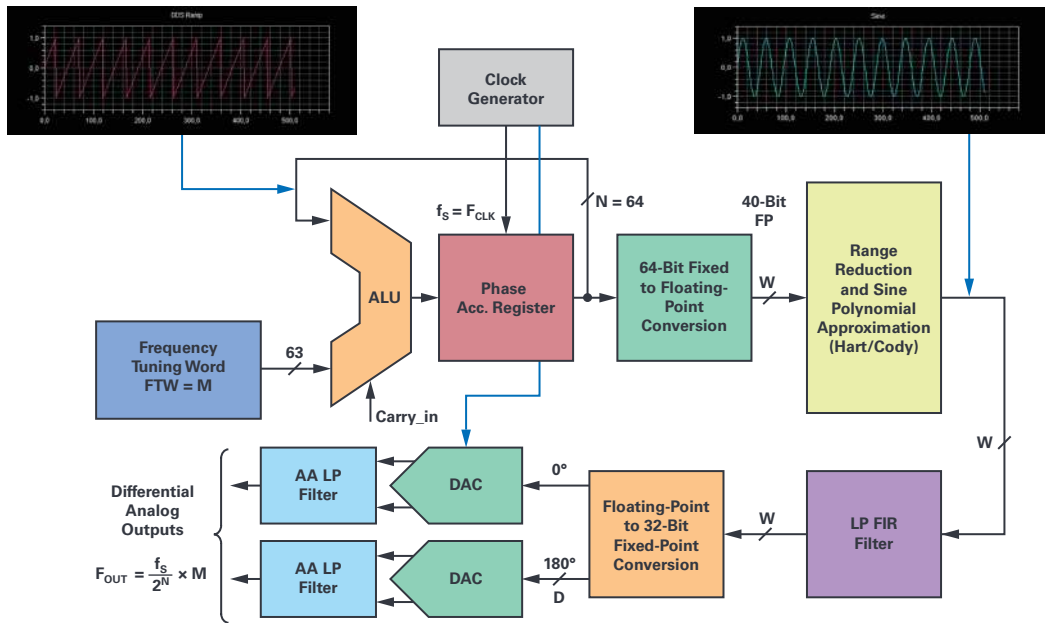 DDS Ramp
1,0
0,0
-1,0
0,0 100,0 200,0 300,0 400,0 500,0
Sine
1,0
0,0
-1,0
0,0 100,0 200,0 300,0 400,0 500,0
Clock
Generator
fS = FCLK
N = 64
40-Bit
FP
ALU
Phase
Acc. Register
64-Bit Fixed
to Floating-
Point
Conversion
W
Range
Reduction
and Sine
Polynomial
Approximation
(Hart/Cody)
Frequency
Tuning Word
FTW = M
63
Carry_in
W
Differential
Analog
Outputs
FOUT = fS/2^N × M
AA LP
Filter
DAC
0°
Floating-Point
to 32-Bit
Fixed-Point
Conversion
W
LP FIR
Filter
AA LP
Filter
DAC
180°
D